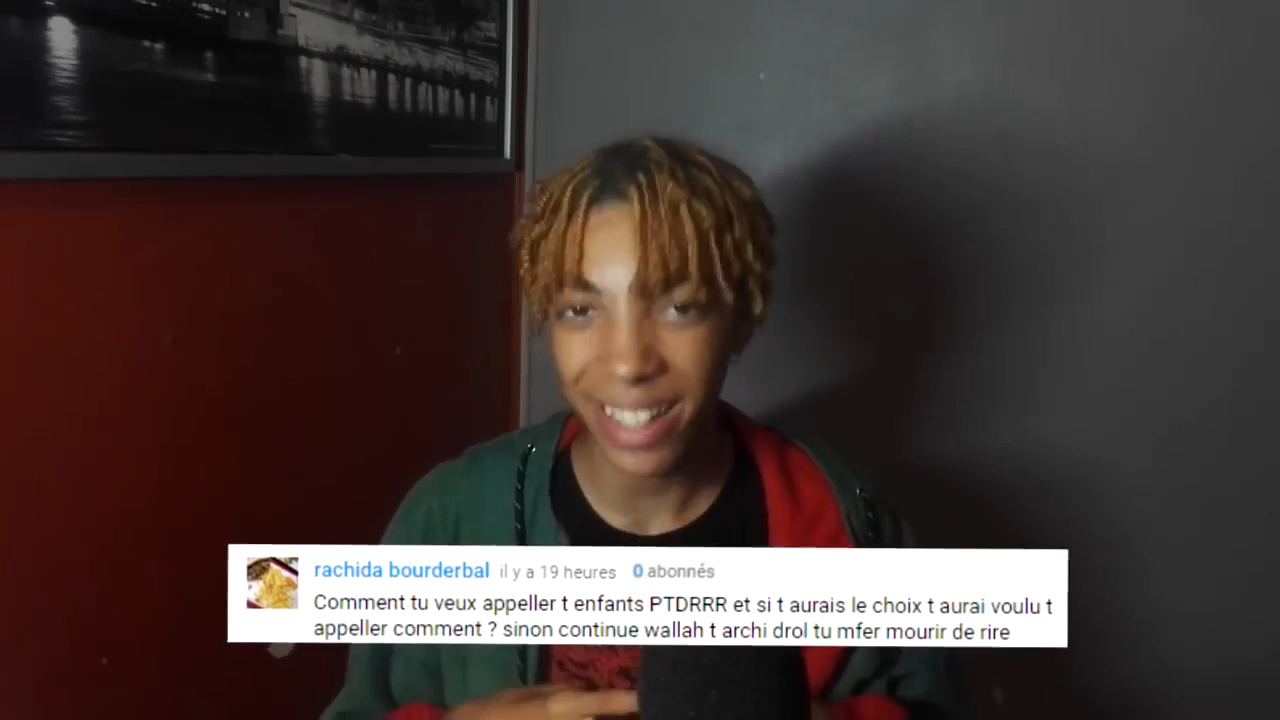 rachida bourderbal il y a 19 heures 0 abonnés
Comment tu veux appeller t enfants PTDRRR et si t aurais le choix t aurai voulu t
appeller comment ? sinon continue wallah t archi drol tu mfer mourir de rire